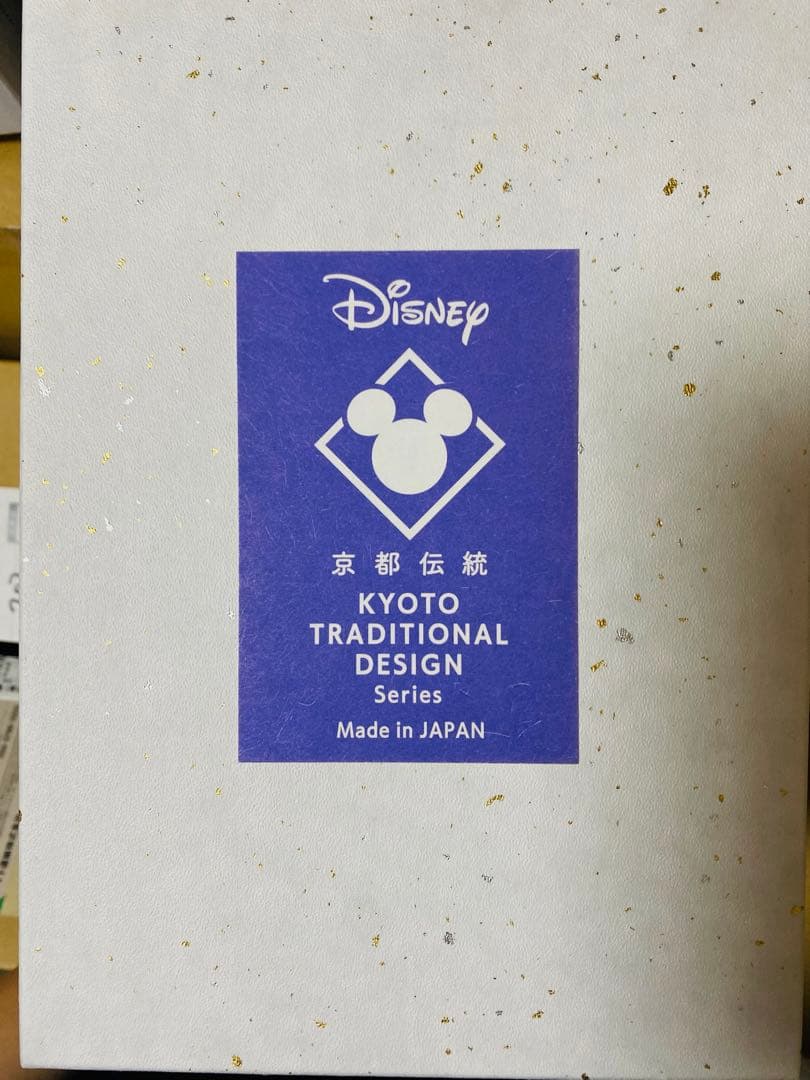 Disney
京都伝統
KYOTO
TRADITIONAL
DESIGN
Series
Made in JAPAN